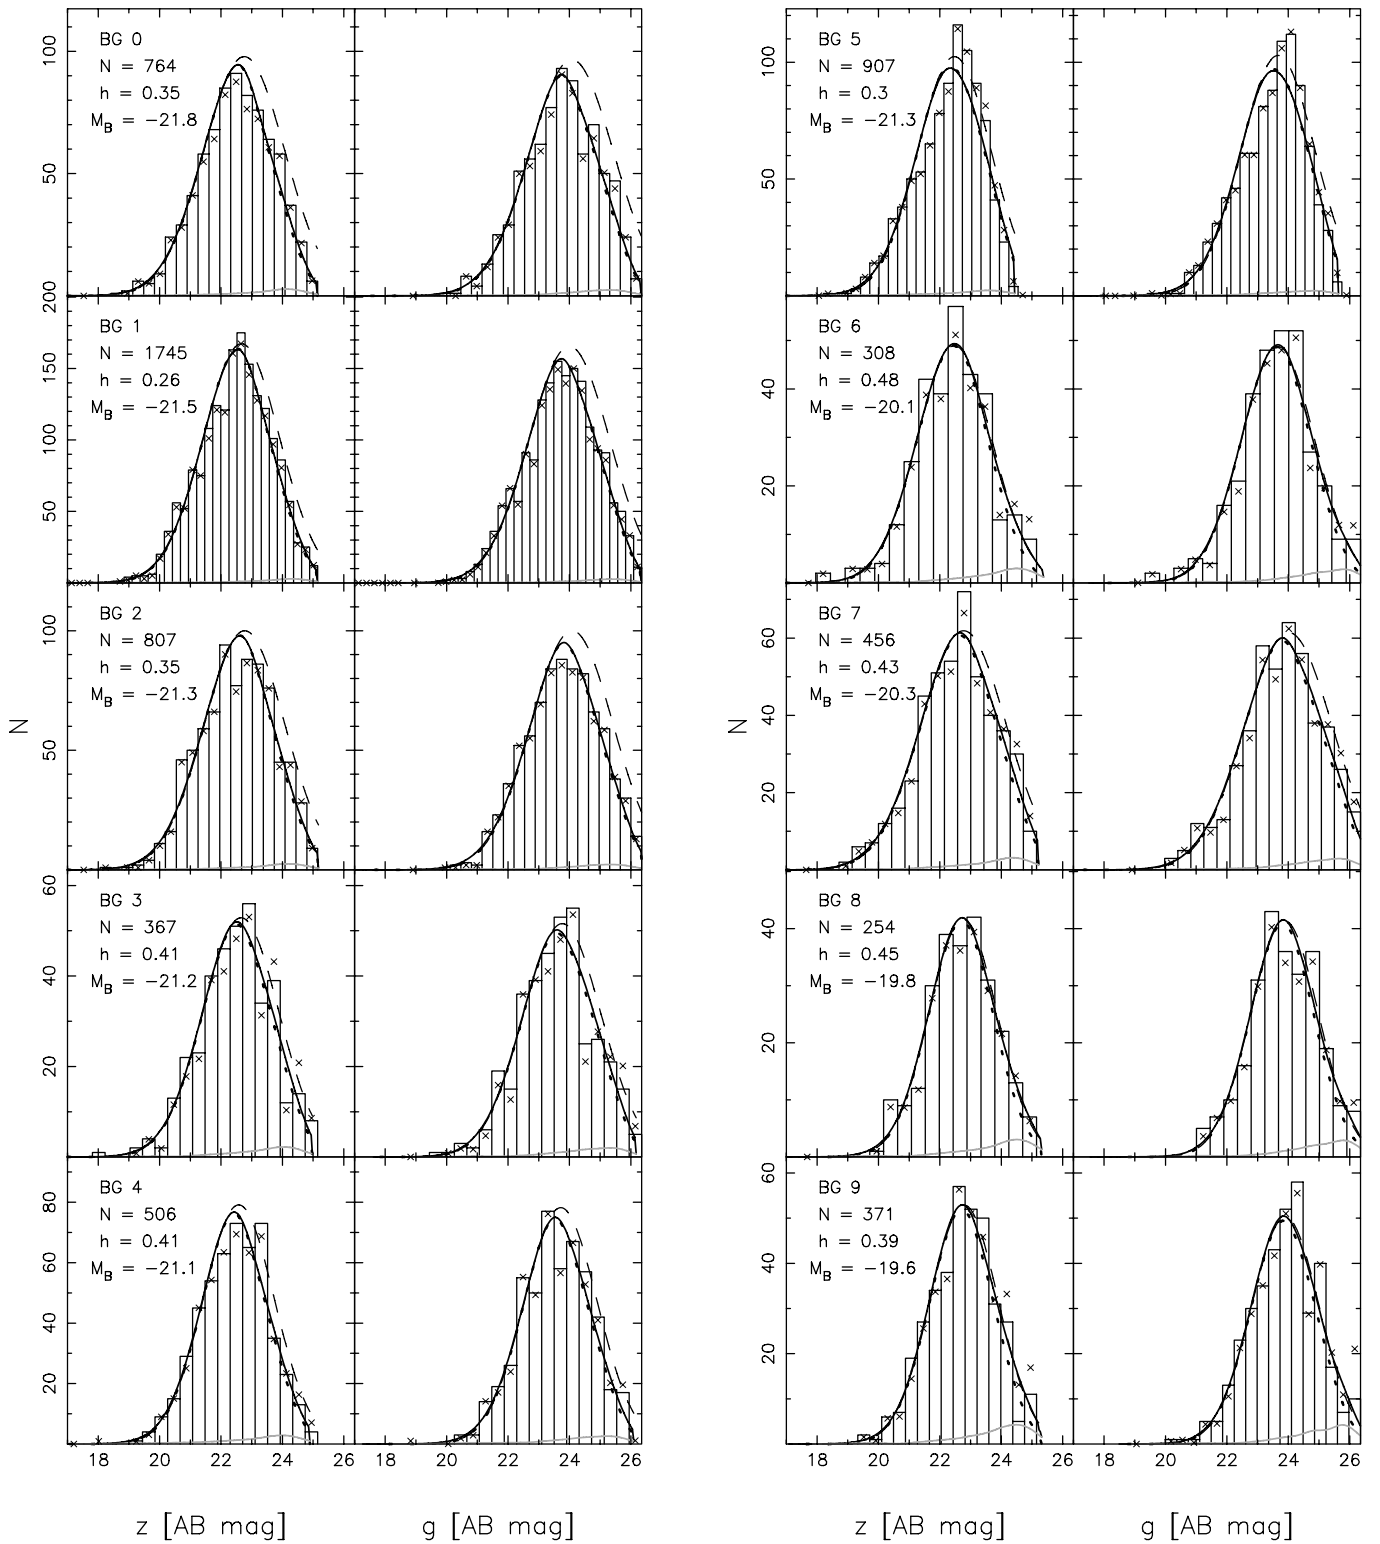 BG 0
N = 764
h = 0.35
M_B = −21.8
100
50
200
BG 1
N = 1745
h = 0.26
M_B = −21.5
150
100
50
BG 2
N = 807
h = 0.35
M_B = −21.3
100
50
N
BG 3
N = 367
h = 0.41
M_B = −21.2
60
40
20
BG 4
N = 506
h = 0.41
M_B = −21.1
80
60
40
20
18 20 22 24 26 18 20 22 24 26
z [AB mag] g [AB mag]
BG 5
N = 907
h = 0.3
M_B = −21.3
100
50
BG 6
N = 308
h = 0.48
M_B = −20.1
40
20
BG 7
N = 456
h = 0.43
M_B = −20.3
60
40
20
N
BG 8
N = 254
h = 0.45
M_B = −19.8
40
20
BG 9
N = 371
h = 0.39
M_B = −19.6
60
40
20
18 20 22 24 26 18 20 22 24 26
z [AB mag] g [AB mag]